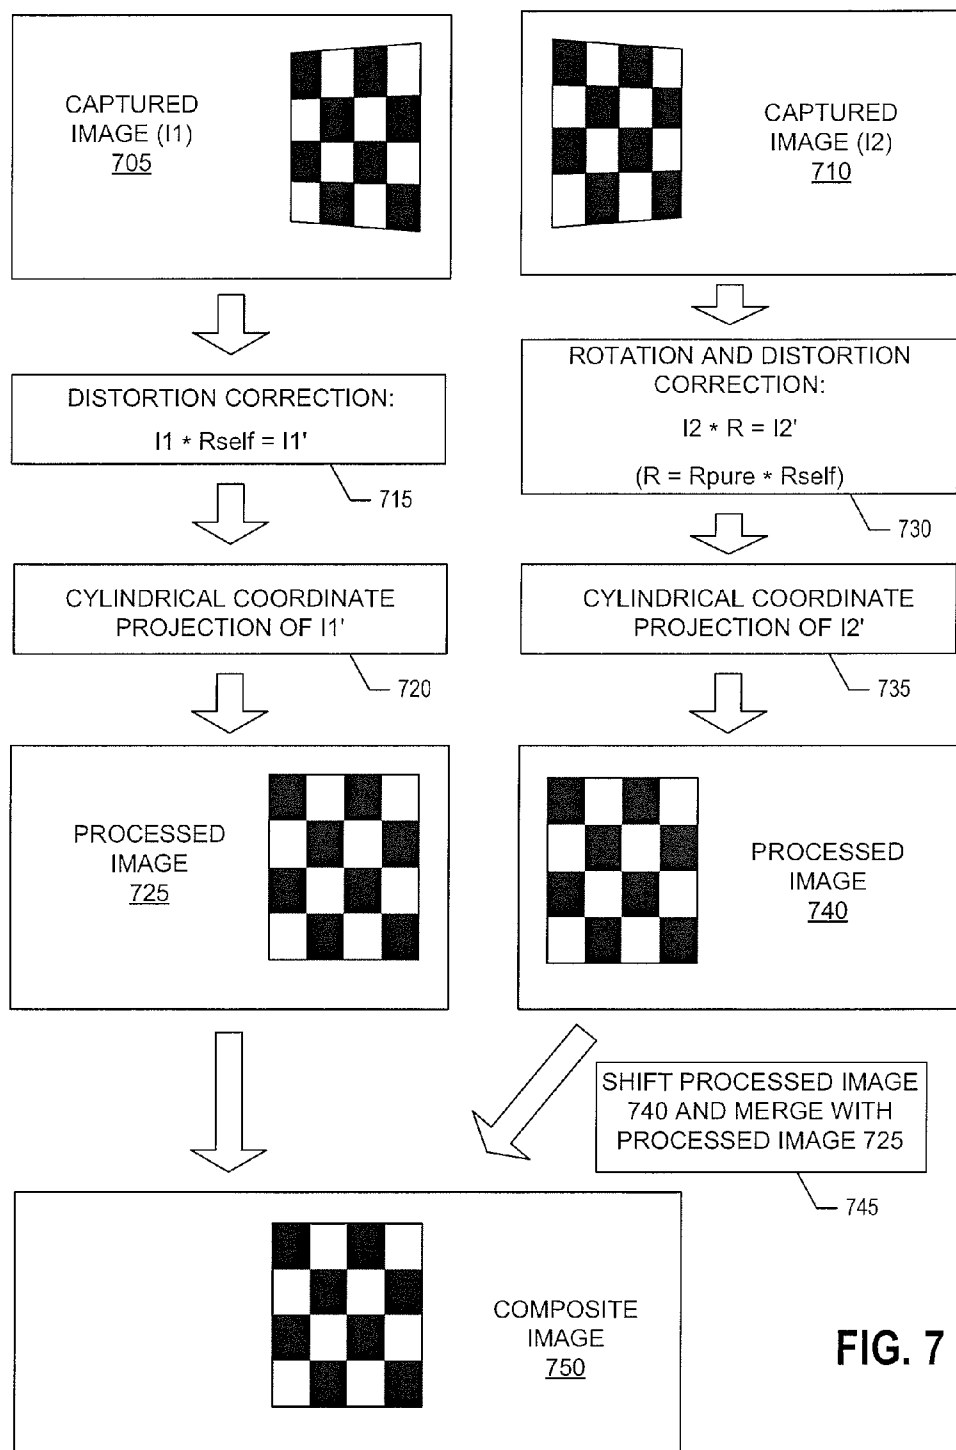 CAPTURED
IMAGE (I1)
705
CAPTURED
IMAGE (I2)
710
DISTORTION CORRECTION:
I1 * Rself = I1'
715
ROTATION AND DISTORTION
CORRECTION:
I2 * R = I2'
(R = Rpure * Rself)
730
CYLINDRICAL COORDINATE
PROJECTION OF I1'
720
CYLINDRICAL COORDINATE
PROJECTION OF I2'
735
PROCESSED
IMAGE
725
PROCESSED
IMAGE
740
SHIFT PROCESSED IMAGE
740 AND MERGE WITH
PROCESSED IMAGE 725
745
COMPOSITE
IMAGE
750
FIG. 7